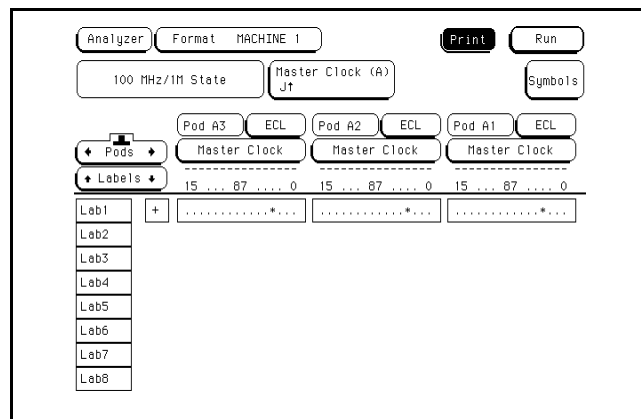 Analyzer Format MACHINE 1 Print Run
100 MHz/1M State Master Clock (A) J↑ Symbols
Pod A3 ECL Pod A2 ECL Pod A1 ECL
← Pods → Master Clock Master Clock Master Clock
↑ Labels ↓ 15 ... 87 .... 0 15 ... 87 .... 0 15 ... 87 .... 0
Lab1 + ............*... ............*... ............*...
Lab2
Lab3
Lab4
Lab5
Lab6
Lab7
Lab8